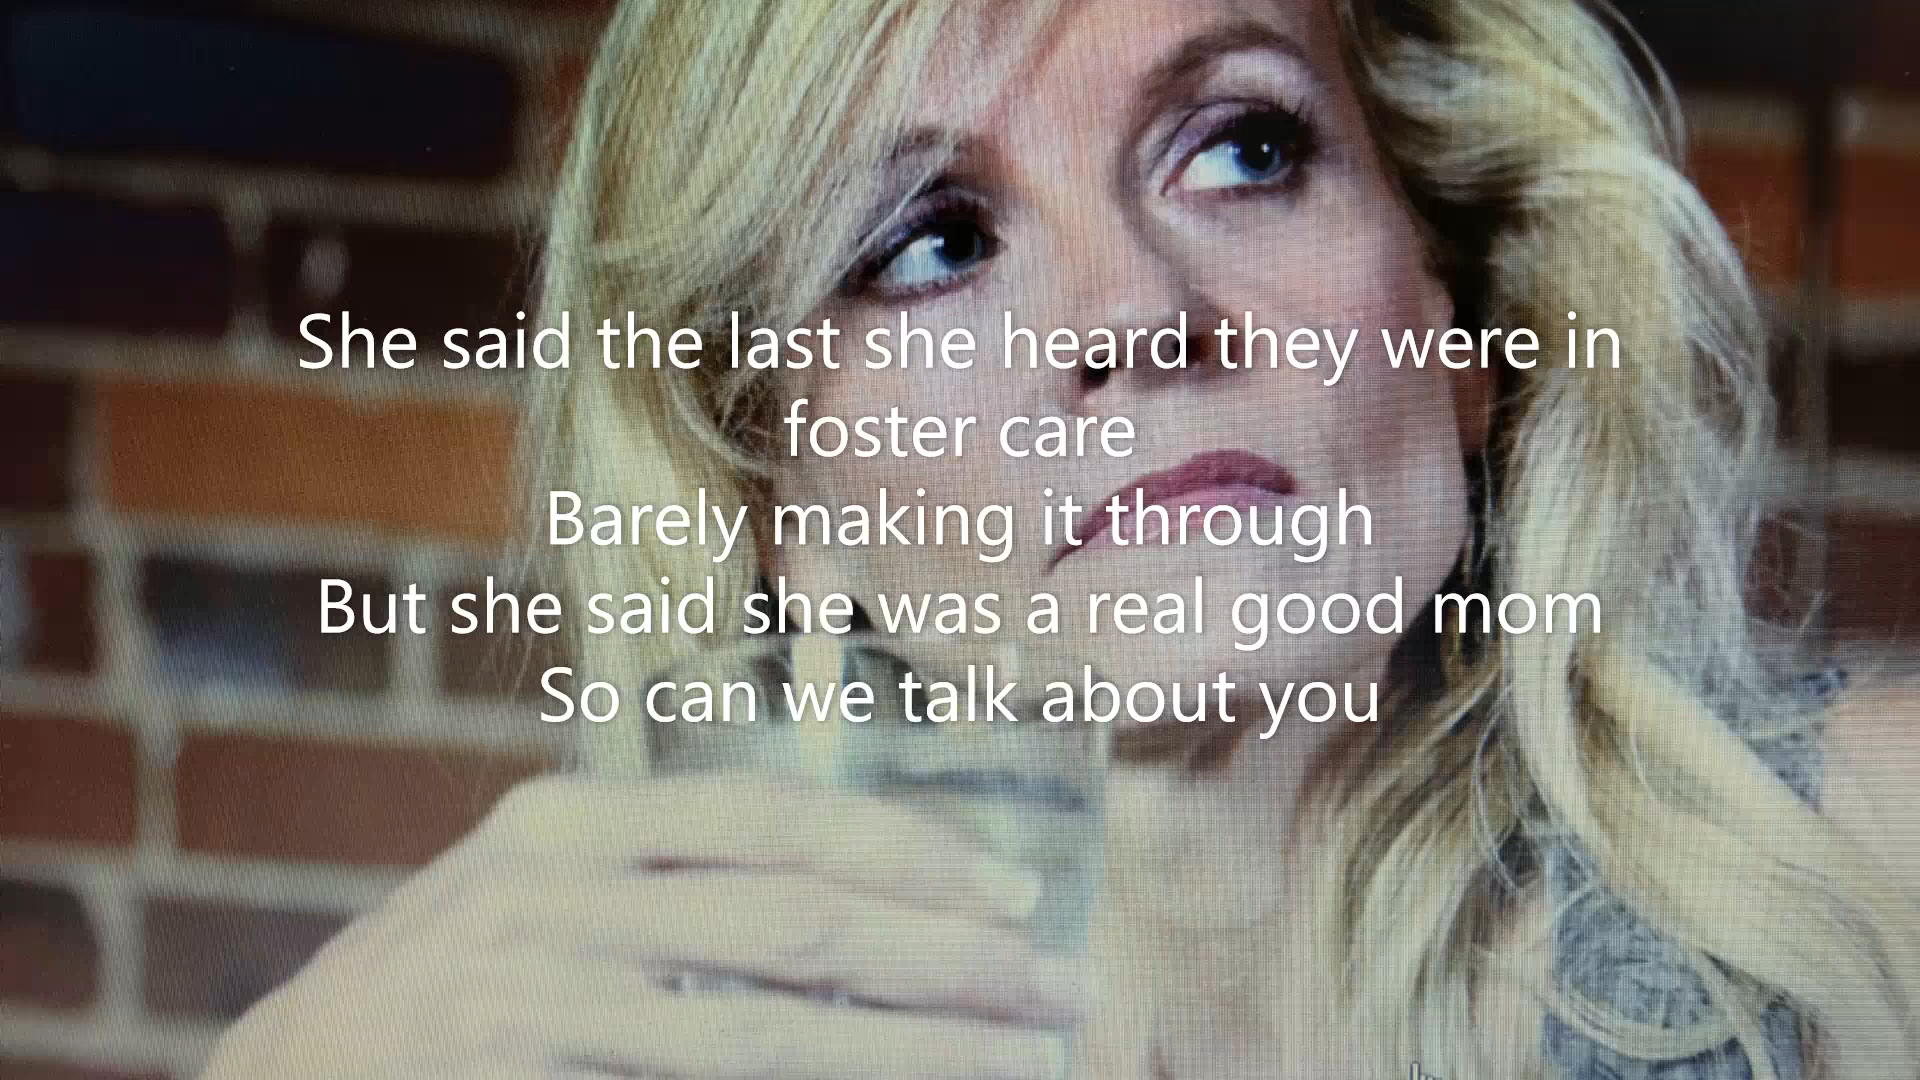 She said the last she heard they were in
foster care
Barely making it through
But she said she was a real good mom
So can we talk about you